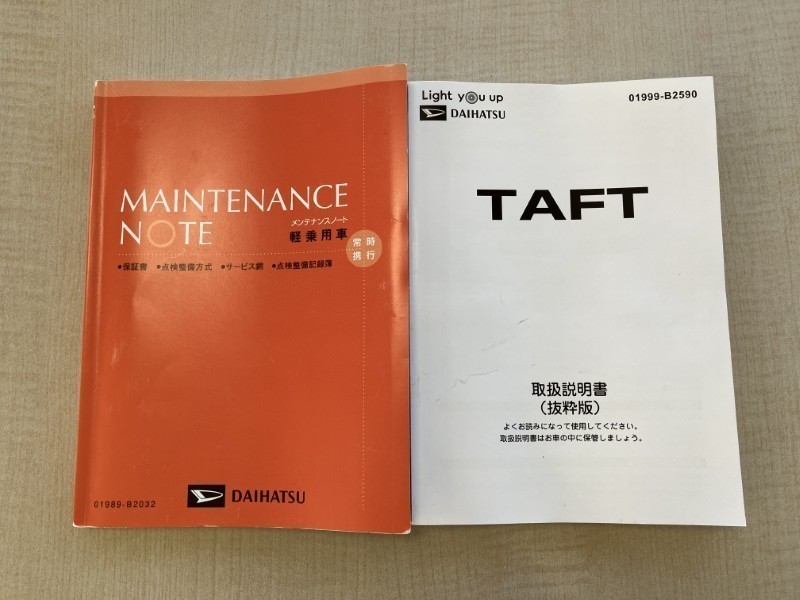 MAINTENANCE
NOTE
メンテナンスノート
軽乗用車
常時
携行
●保証書 ●点検整備方式 ●サービス網 ●点検整備記録簿
01989-B2032
DAIHATSU
Light you up
DAIHATSU
01999-B2590
TAFT
取扱説明書
(抜粋版)
よくお読みになって使用してください。
取扱説明書はお車の中に保管しましょう。